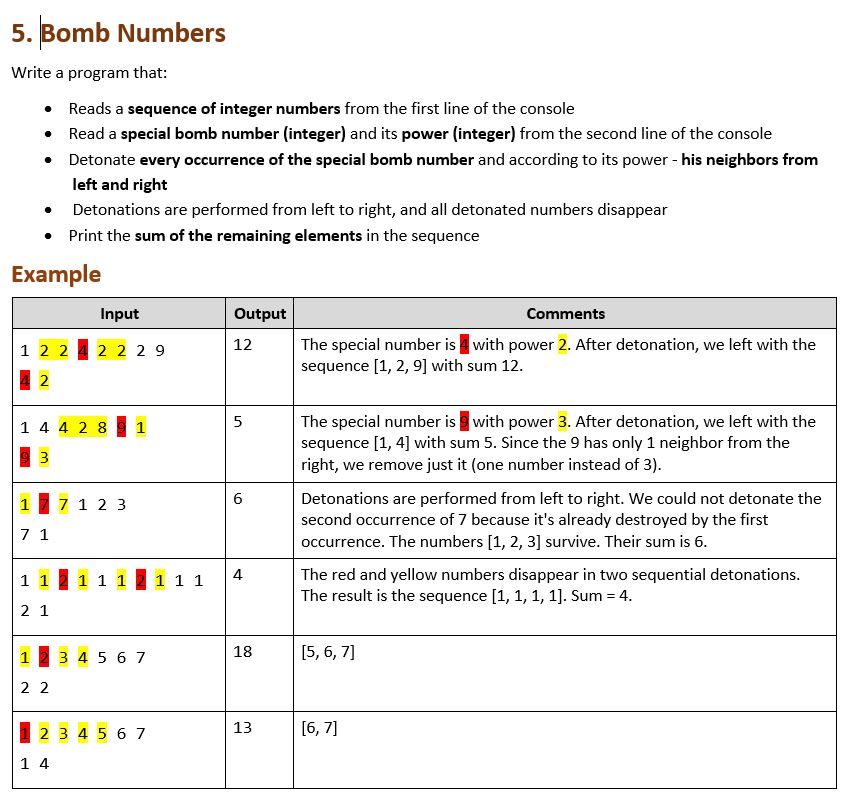 5. Bomb Numbers
Write a program that:
• Reads a sequence of integer numbers from the first line of the console
• Read a special bomb number (integer) and its power (integer) from the second line of the console
• Detonate every occurrence of the special bomb number and according to its power - his neighbors from
left and right
• Detonations are performed from left to right, and all detonated numbers disappear
• Print the sum of the remaining elements in the sequence
Example
Input Output Comments
1 2 2 4 2 2 2 9
4 2
12
The special number is 4 with power 2. After detonation, we left with the
sequence [1, 2, 9] with sum 12.
1 4 4 2 8 9 1
9 3
5
The special number is 9 with power 3. After detonation, we left with the
sequence [1, 4] with sum 5. Since the 9 has only 1 neighbor from the
right, we remove just it (one number instead of 3).
1 7 7 1 2 3
7 1
6
Detonations are performed from left to right. We could not detonate the
second occurrence of 7 because it's already destroyed by the first
occurrence. The numbers [1, 2, 3] survive. Their sum is 6.
1 1 2 1 1 1 2 1 1 1
2 1
4
The red and yellow numbers disappear in two sequential detonations.
The result is the sequence [1, 1, 1, 1]. Sum = 4.
1 2 3 4 5 6 7
2 2
18
[5, 6, 7]
1 2 3 4 5 6 7
1 4
13
[6, 7]